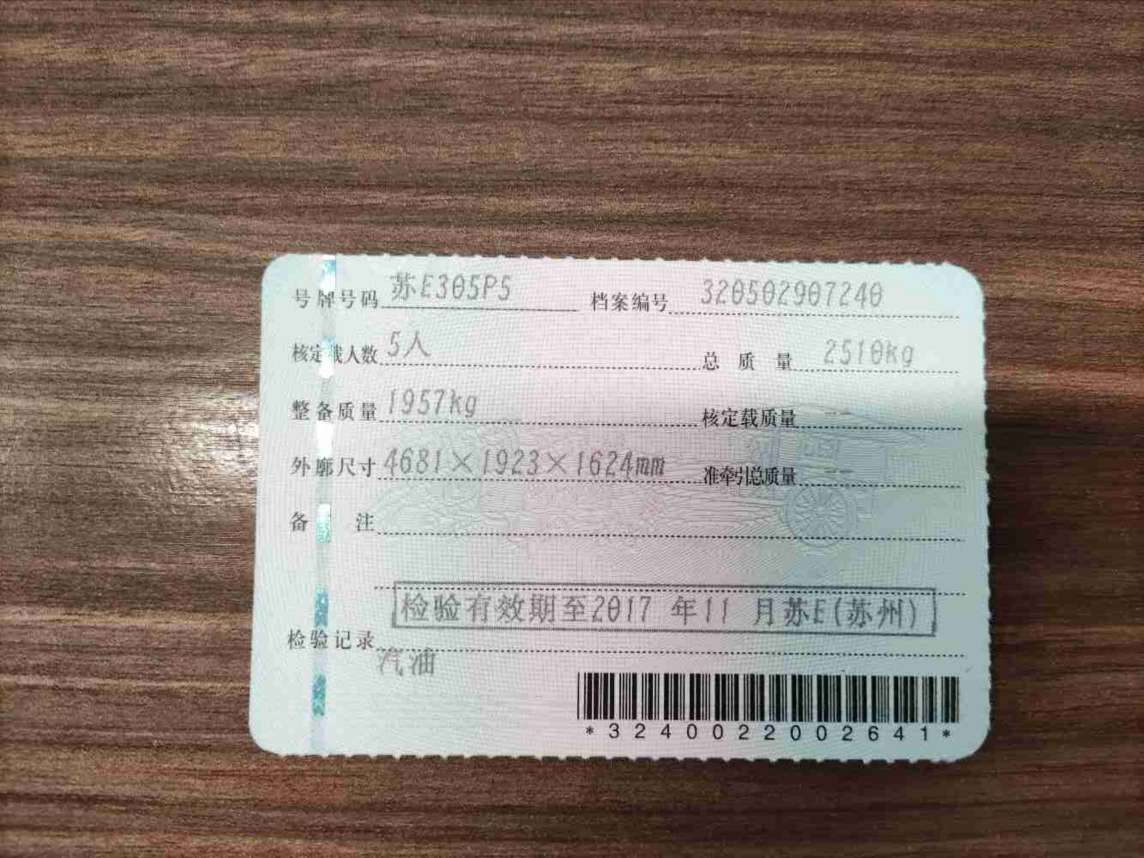 号牌号码 苏E305P5 档案编号 320502907240
核定载人数 5人 总质量 2510kg
整备质量 1957kg 核定载质量 --
外廓尺寸 4681×1923×1624mm 准牵引总质量 --
备注
检验有效期至2017 年11 月苏E(苏州)
检验记录
汽油
*3240022002641*